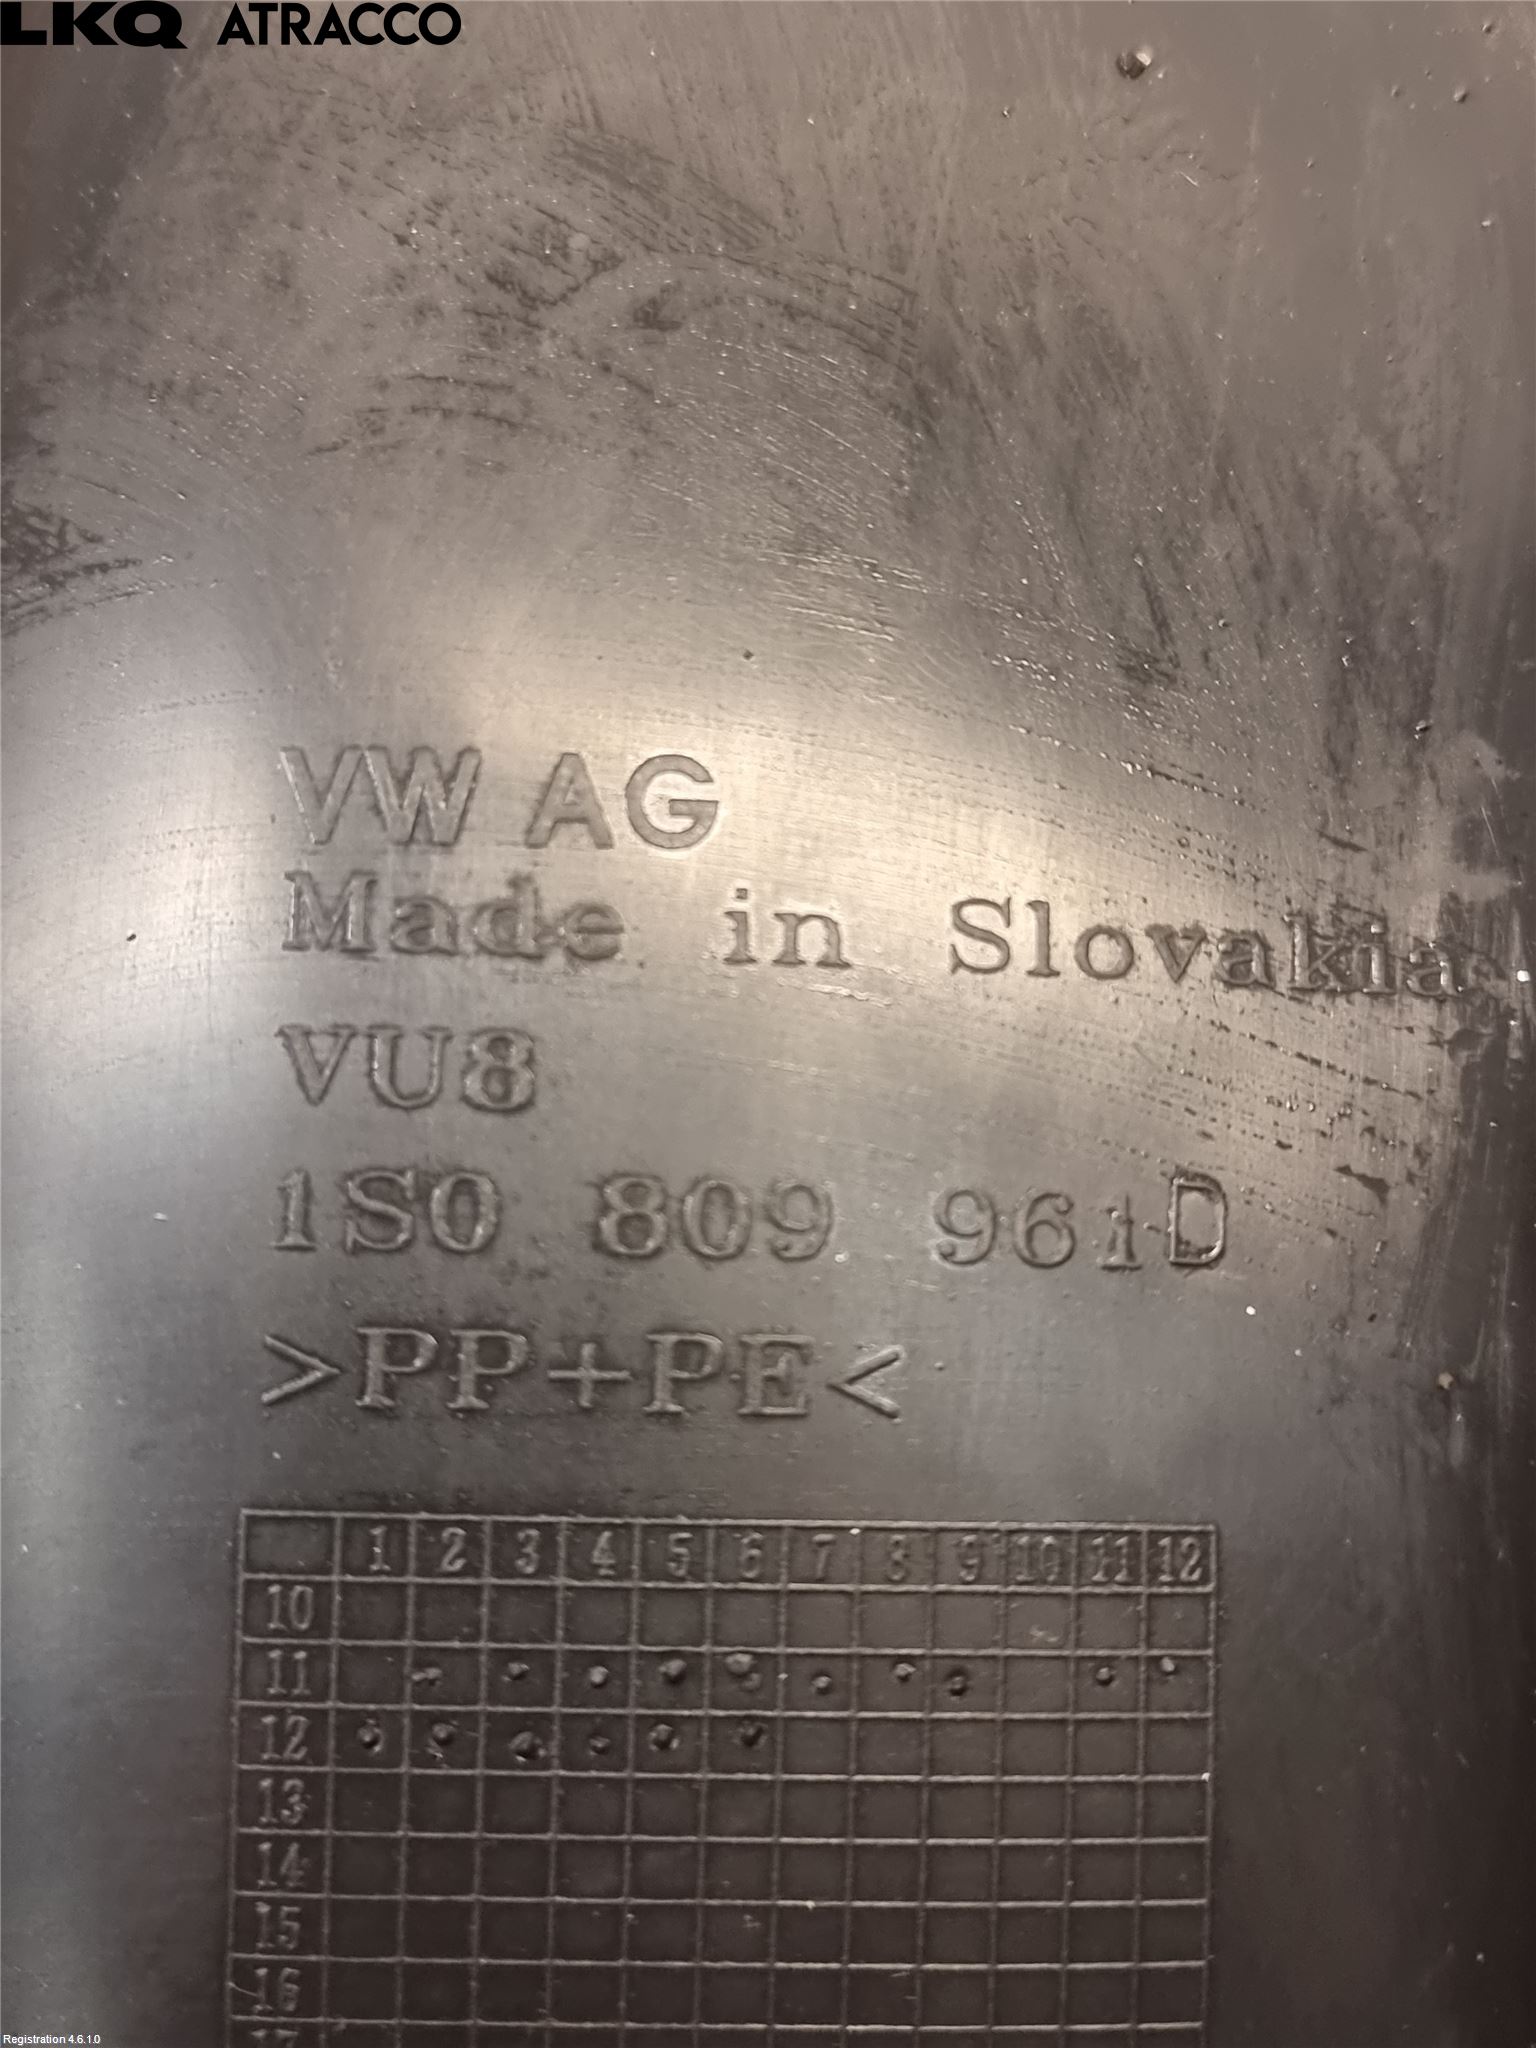 LKQ ATRACCO
VW AG
Made in Slovakia
VU8
1S0 809 961D
>PP+PE<
1 2 3 4 5 6 7 8 9 10 11 12
10
11
12
13
14
15
16
17
Registration 4.6.1.0